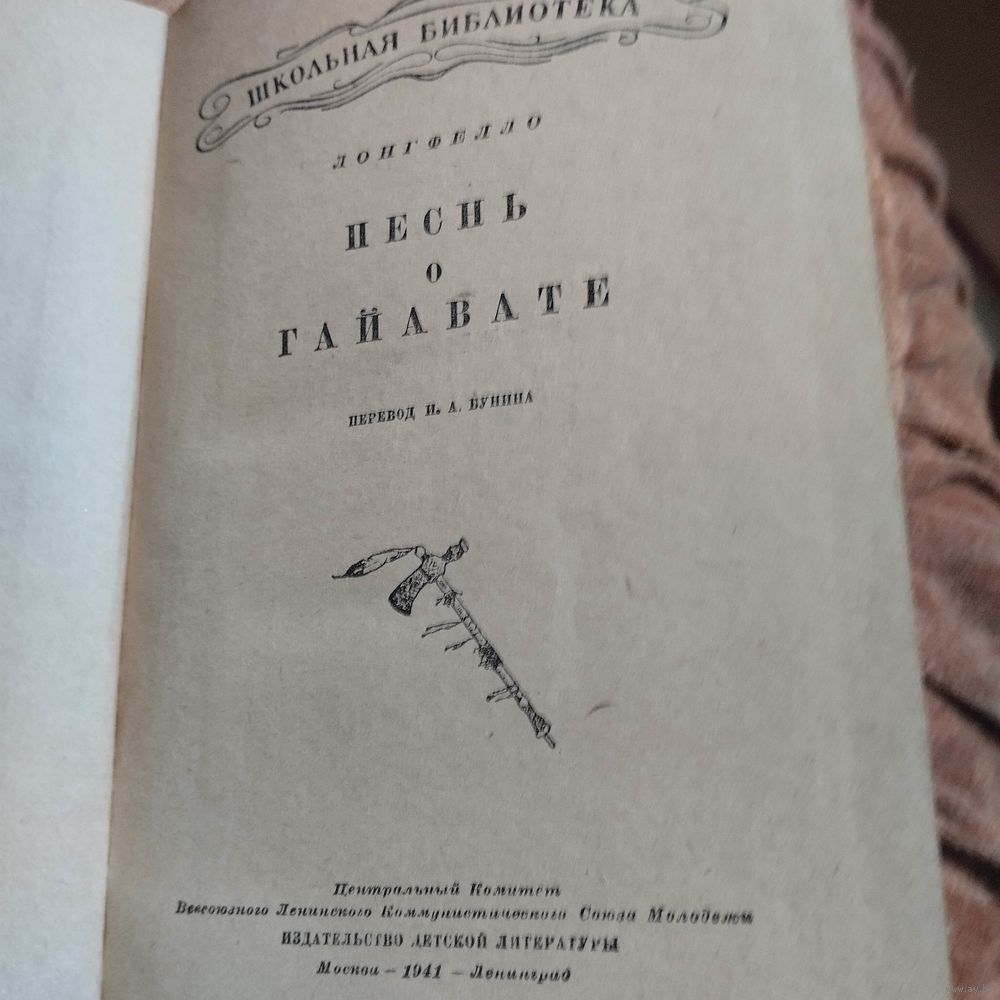 ШКОЛЬНАЯ БИБЛИОТЕКА
ЛОНГФЕЛЛО
ПЕСНЬ
О
ГАЙАВАТЕ
ПЕРЕВОД И. А. БУНИНА
Центральный Комитет
Всесоюзного Ленинского Коммунистического Союза Молодежи
ИЗДАТЕЛЬСТВО ДЕТСКОЙ ЛИТЕРАТУРЫ
Москва — 1941 — Ленинград